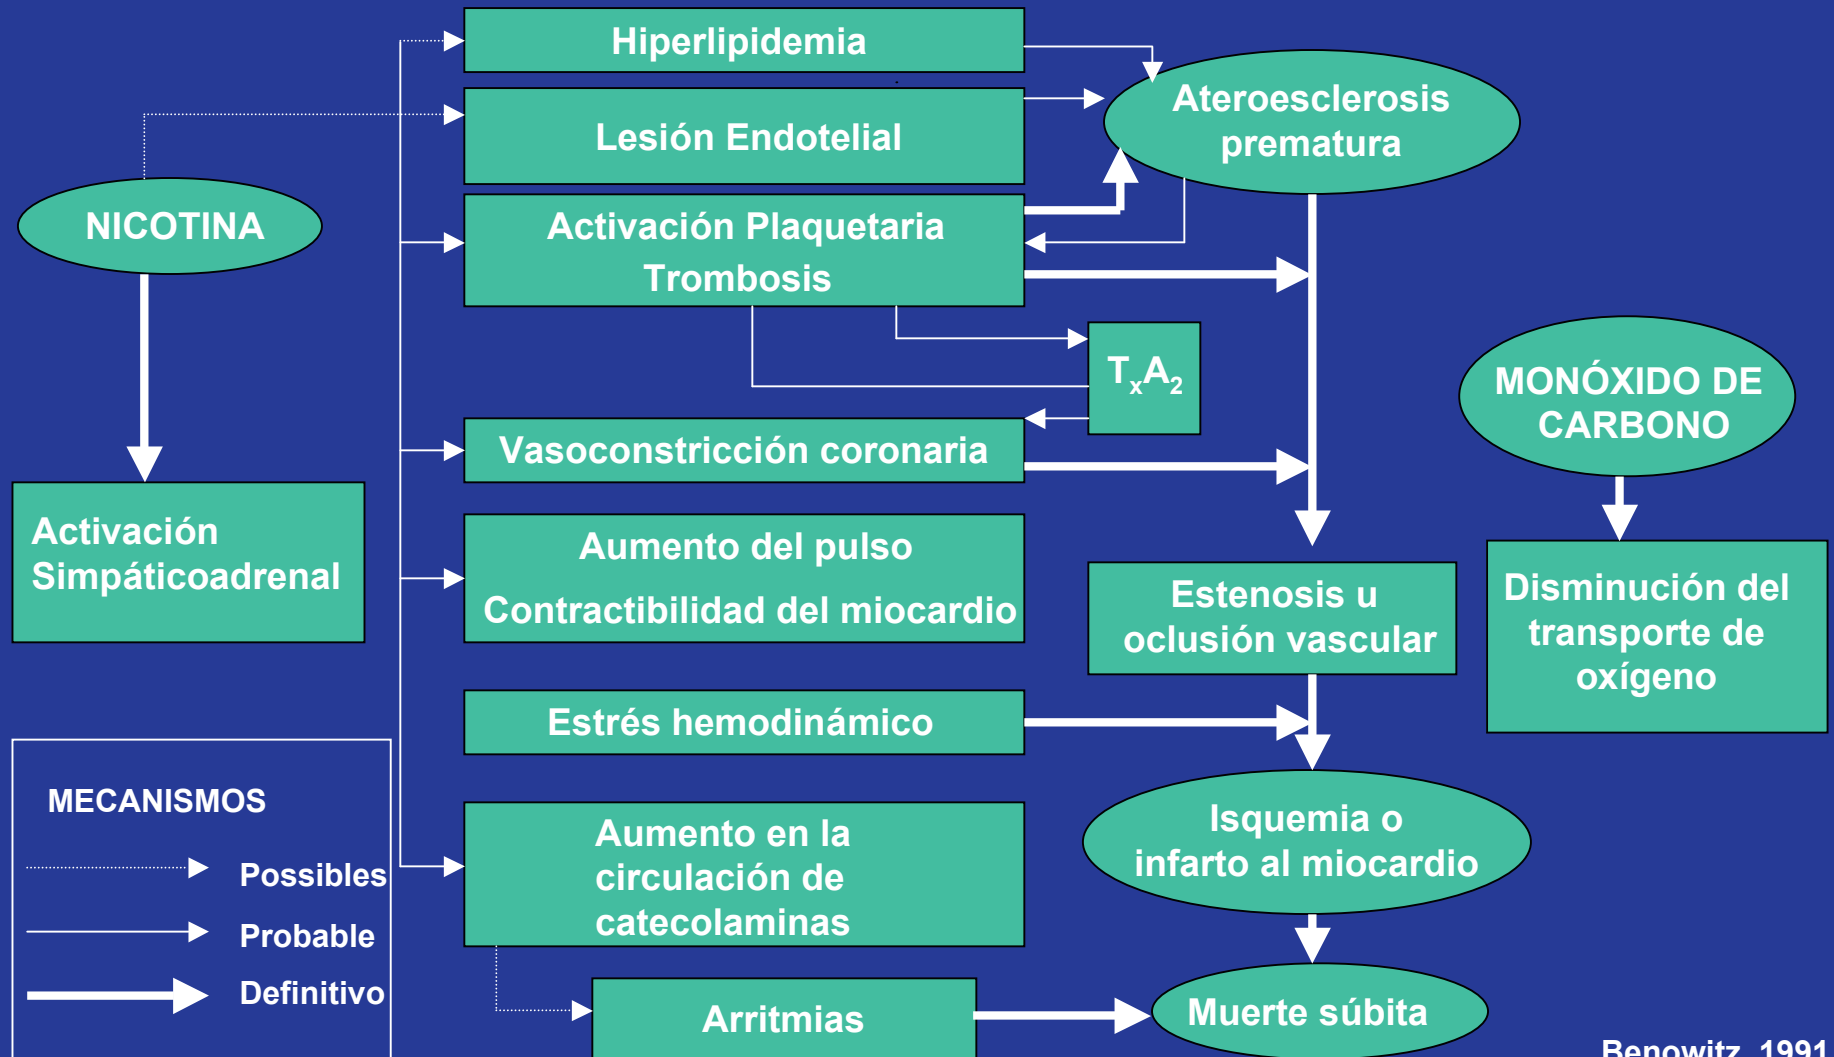 Hiperlipidemia
Lesión Endotelial
Ateroesclerosis
prematura
NICOTINA
Activación Plaquetaria
Trombosis
TxA2
MONÓXIDO DE
CARBONO
Vasoconstricción coronaria
Activación
Simpáticoadrenal
Aumento del pulso
Contractibilidad del miocardio
Estenosis u
oclusión vascular
Disminución del
transporte de
oxígeno
Estrés hemodinámico
MECANISMOS
Possibles
Probable
Definitivo
Aumento en la
circulación de
catecolaminas
Isquemia o
infarto al miocardio
Arritmias
Muerte súbita
Benowitz, 1991